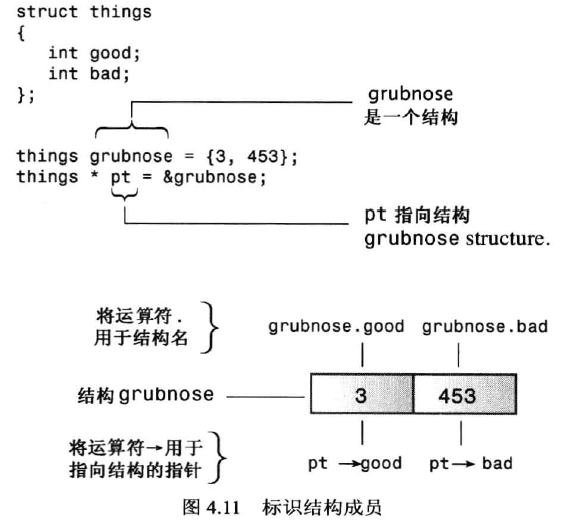 struct things
{
int good;
int bad;
};
grubnose
是一个结构
things grubnose = {3, 453};
things * pt = &grubnose;
pt 指向结构
grubnose structure.
将运算符 .
用于结构名
grubnose.good grubnose.bad
结构 grubnose
3 453
将运算符→用于
指向结构的指针
pt →good pt→ bad
图 4.11 标识结构成员